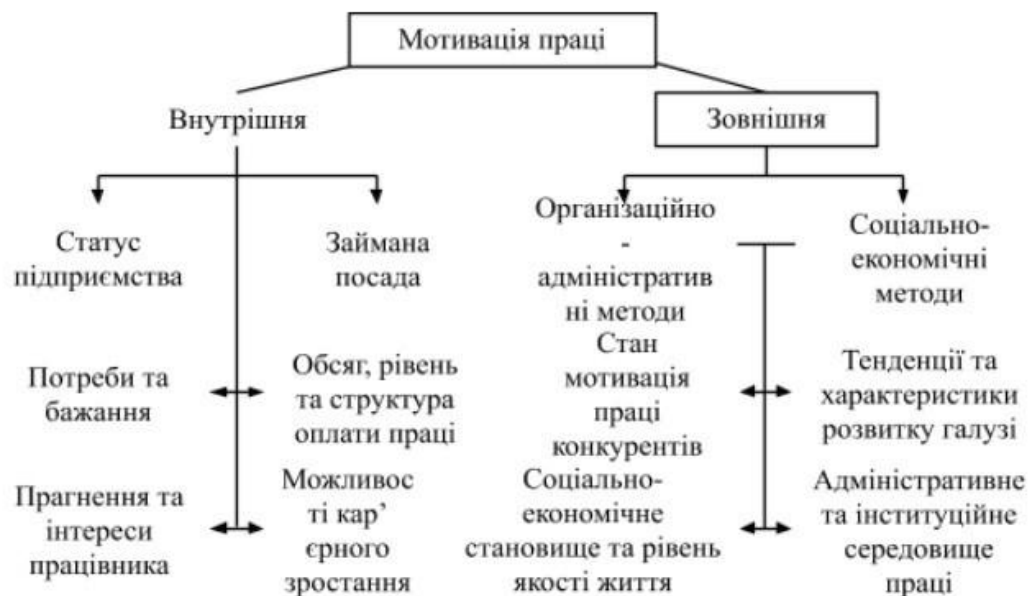 Мотивація праці
Внутрішня
Зовнішня
Статус
підприємства
Займана
посада
Організаційно
-
адміністратив
ні методи
Соціально-
економічні
методи
Потреби та
бажання
Обсяг, рівень
та структура
оплати праці
Стан
мотивація
праці
конкурентів
Тенденції та
характеристики
розвитку галузі
Прагнення та
інтереси
працівника
Можливос
ті кар’
єрного
зростання
Соціально-
економічне
становище та рівень
якості життя
Адміністративне
та інституційне
середовище
праці